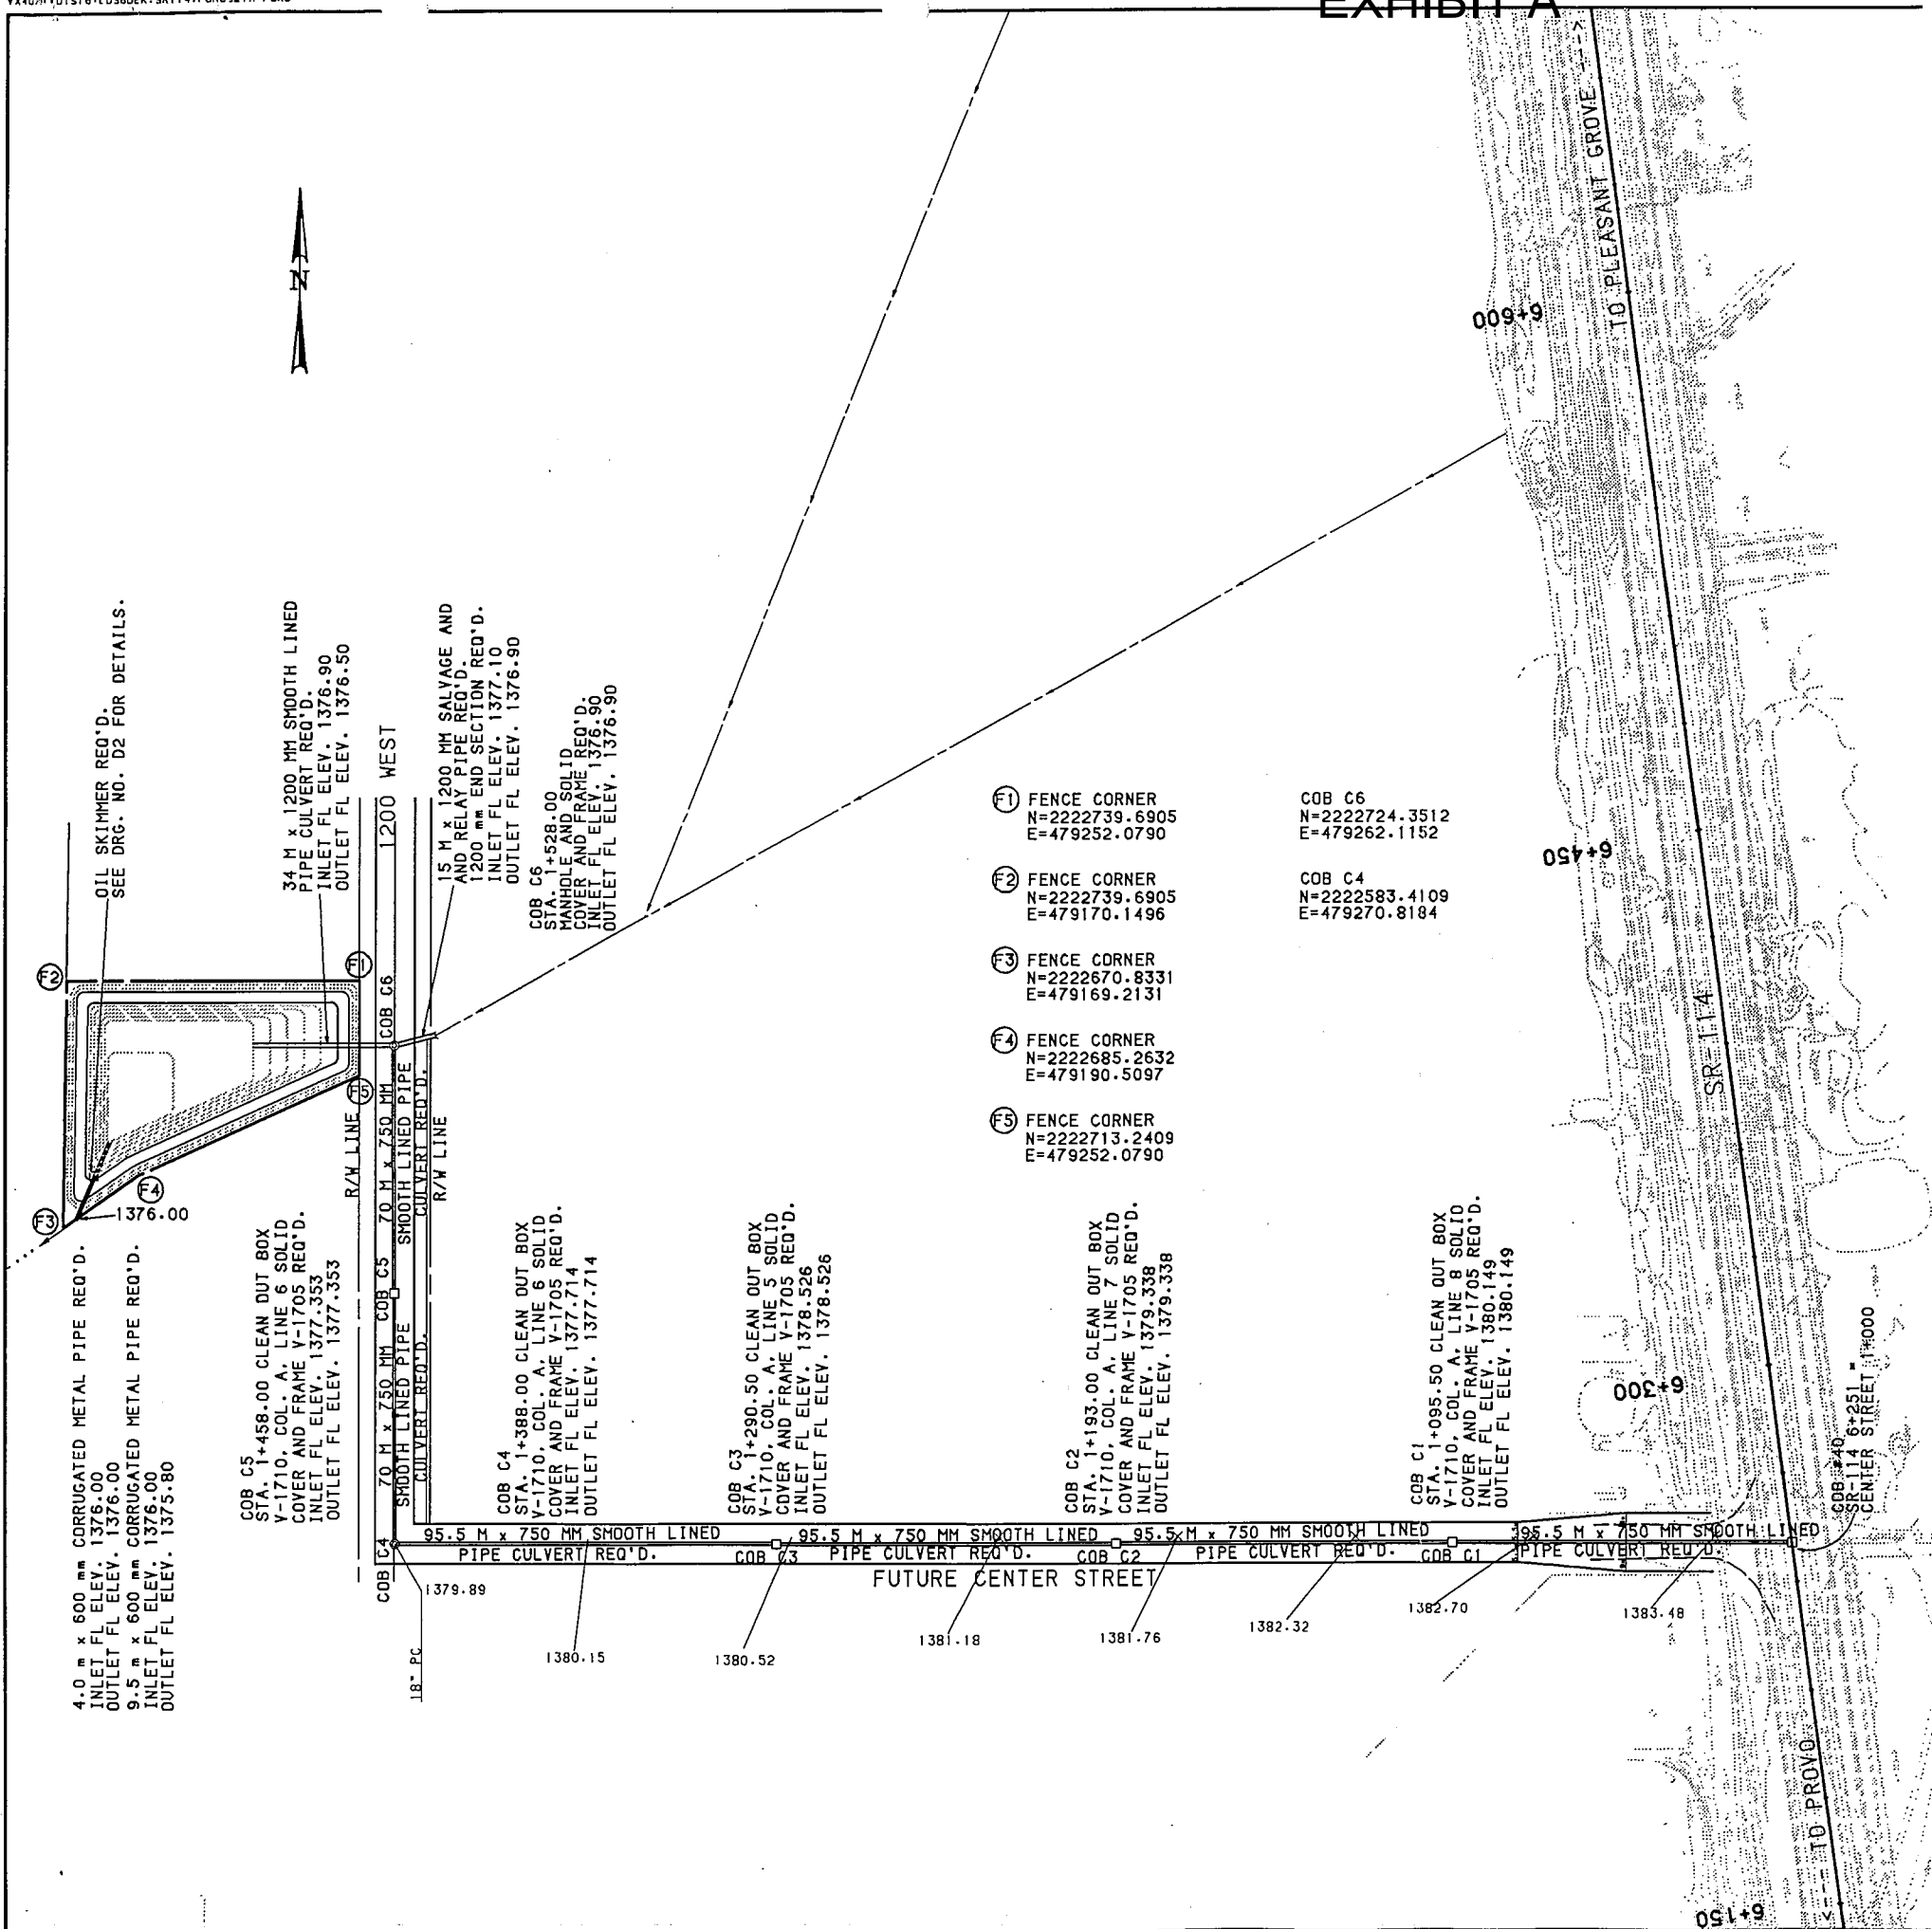 EXHIBIT A
N
TO PLEASANT GROVE ---->
6+600
OIL SKIMMER REQ'D.
SEE DRG. NO. D2 FOR DETAILS.
34 M x 1200 MM SMOOTH LINED
PIPE CULVERT REQ'D.
INLET FL ELEV. 1376.90
OUTLET FL ELEV. 1376.50
1200 WEST
15 M x 1200 MM SALVAGE AND
AND RELAY PIPE REQ'D.
1200 mm END SECTION REQ'D.
INLET FL ELEV. 1377.10
OUTLET FL ELEV. 1376.90
COB C6
STA. 1+528.00
MANHOLE AND SOLID
COVER AND FRAME REQ'D.
INLET FL ELEV. 1376.90
OUTLET FL ELEV. 1376.90
F1 FENCE CORNER
N=2222739.6905
E=479252.0790
COB C6
N=2222724.3512
E=479262.1152
F2 FENCE CORNER
N=2222739.6905
E=479170.1496
COB C4
N=2222583.4109
E=479270.8184
F3 FENCE CORNER
N=2222670.8331
E=479169.2131
F4 FENCE CORNER
N=2222685.2632
E=479190.5097
F5 FENCE CORNER
N=2222713.2409
E=479252.0790
6+450
SR-114
F2
F1
COB C6
F5
F4
F3
1376.00
R/W LINE
70 M x 750 MM
SMOOTH LINED PIPE
CULVERT REQ'D.
R/W LINE
COB C5
70 M x 750 MM
SMOOTH LINED PIPE
CULVERT REQ'D.
COB C4
4.0 m x 600 mm CORRUGATED METAL PIPE REQ'D.
INLET FL ELEV. 1376.00
OUTLET FL ELEV. 1376.00
9.5 m x 600 mm CORRUGATED METAL PIPE REQ'D.
INLET FL ELEV. 1376.00
OUTLET FL ELEV. 1375.80
COB C5
STA. 1+458.00 CLEAN OUT BOX
V-1710, COL. A, LINE 6 SOLID
COVER AND FRAME V-1705 REQ'D.
INLET FL ELEV. 1377.353
OUTLET FL ELEV. 1377.353
COB C4
STA. 1+388.00 CLEAN OUT BOX
V-1710, COL. A, LINE 6 SOLID
COVER AND FRAME V-1705 REQ'D.
INLET FL ELEV. 1377.714
OUTLET FL ELEV. 1377.714
COB C3
STA. 1+290.50 CLEAN OUT BOX
V-1710, COL. A, LINE 5 SOLID
COVER AND FRAME V-1705 REQ'D.
INLET FL ELEV. 1378.526
OUTLET FL ELEV. 1378.526
COB C2
STA. 1+193.00 CLEAN OUT BOX
V-1710, COL. A, LINE 7 SOLID
COVER AND FRAME V-1705 REQ'D.
INLET FL ELEV. 1379.338
OUTLET FL ELEV. 1379.338
COB C1
STA. 1+095.50 CLEAN OUT BOX
V-1710, COL. A, LINE 8 SOLID
COVER AND FRAME V-1705 REQ'D.
INLET FL ELEV. 1380.149
OUTLET FL ELEV. 1380.149
6+300
COB #40
SR-114 6+251 =
CENTER STREET 1+000
95.5 M x 750 MM SMOOTH LINED
PIPE CULVERT REQ'D.
COB C3
95.5 M x 750 MM SMOOTH LINED
PIPE CULVERT REQ'D.
COB C2
95.5 M x 750 MM SMOOTH LINED
PIPE CULVERT REQ'D.
COB C1
95.5 M x 750 MM SMOOTH LINED
PIPE CULVERT REQ'D.
FUTURE CENTER STREET
1379.89
18" PC
1380.15
1380.52
1381.18
1381.76
1382.32
1382.70
1383.48
<---- TO PROVO
6+150